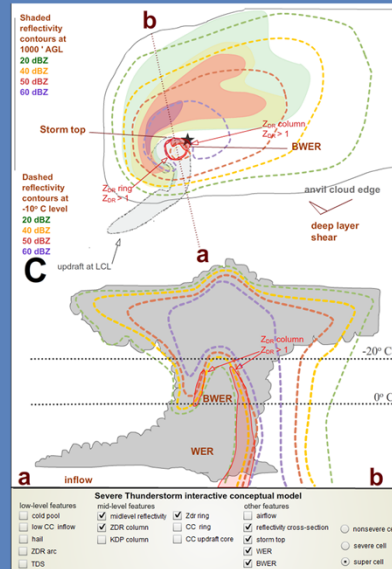 Shaded
reflectivity
contours at
1000 ' AGL
20 dBZ
40 dBZ
50 dBZ
60 dBZ
b
Storm top
ZDR column
ZDR > 1
BWER
ZDR ring
ZDR > 1
anvil cloud edge
deep layer
shear
Dashed
reflectivity
contours at
-10º C level
20 dBZ
40 dBZ
50 dBZ
60 dBZ
updraft at LCL
a
C
ZDR column
ZDR > 1
-20º C
0º C
BWER
WER
a
inflow
b
Severe Thunderstorm interactive conceptual model
low-level features
cold pool
low CC inflow
hail
ZDR arc
TDS
mid-level features
midlevel reflectivity
ZDR column
KDP column
Zdr ring
CC ring
CC updraft core
other features
airflow
reflectivity cross-section
storm top
WER
BWER
nonsevere
severe cell
super cell